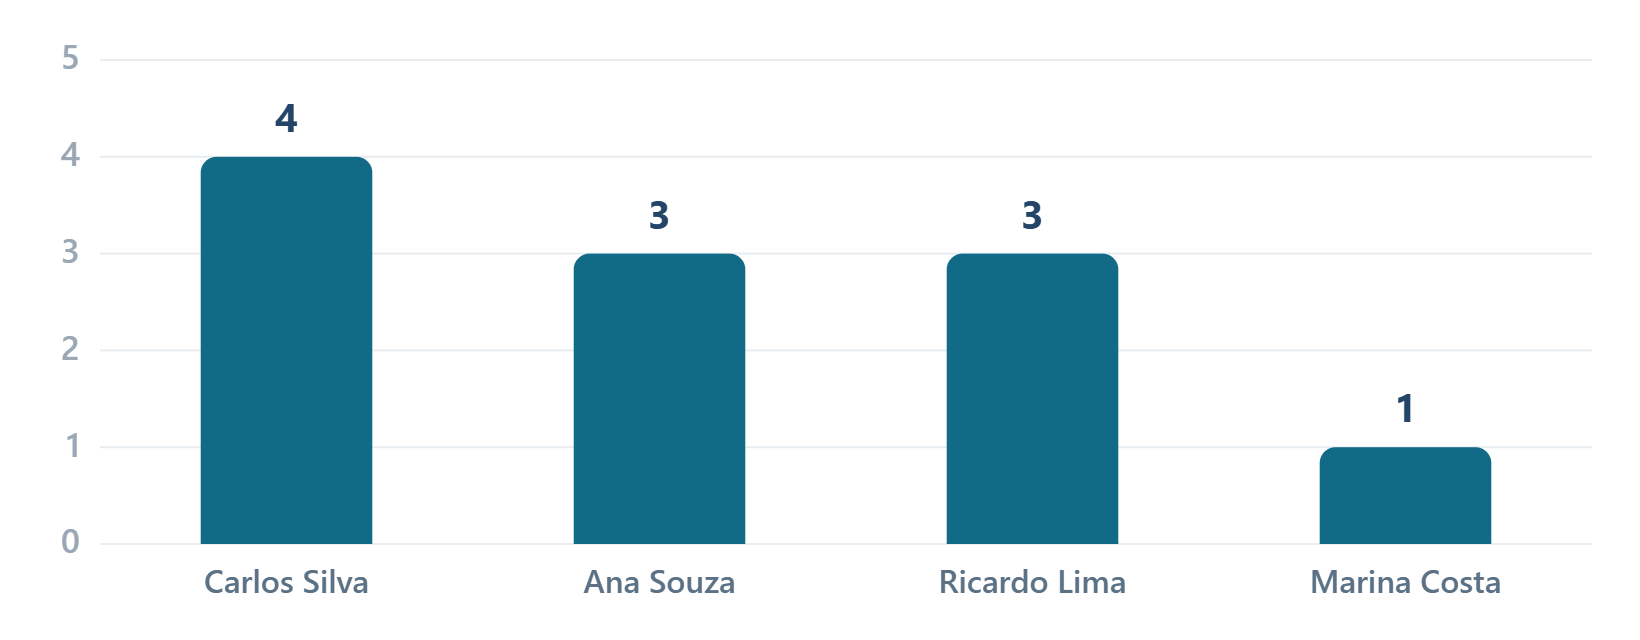 5
4
4
3
3
3
2
1
1
0
Carlos Silva
Ana Souza
Ricardo Lima
Marina Costa